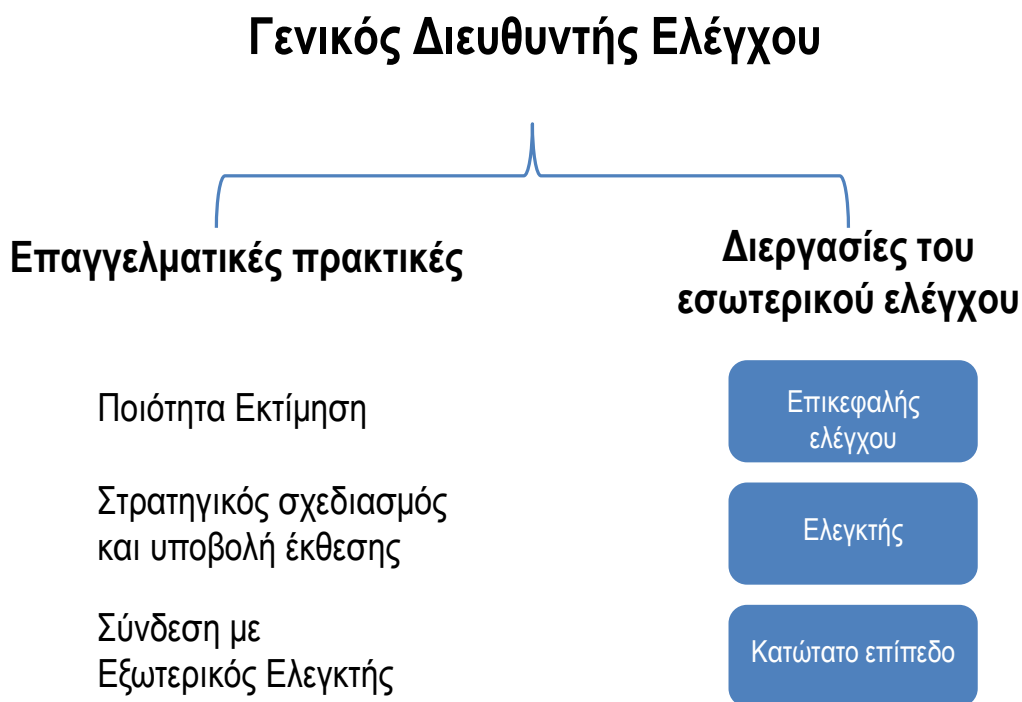 Γενικός Διευθυντής Ελέγχου
Επαγγελματικές πρακτικές
Ποιότητα Εκτίμηση
Στρατηγικός σχεδιασμός
και υποβολή έκθεσης
Σύνδεση με
Εξωτερικός Ελεγκτής
Διεργασίες του
εσωτερικού ελέγχου
Επικεφαλής
ελέγχου
Ελεγκτής
Κατώτατο επίπεδο